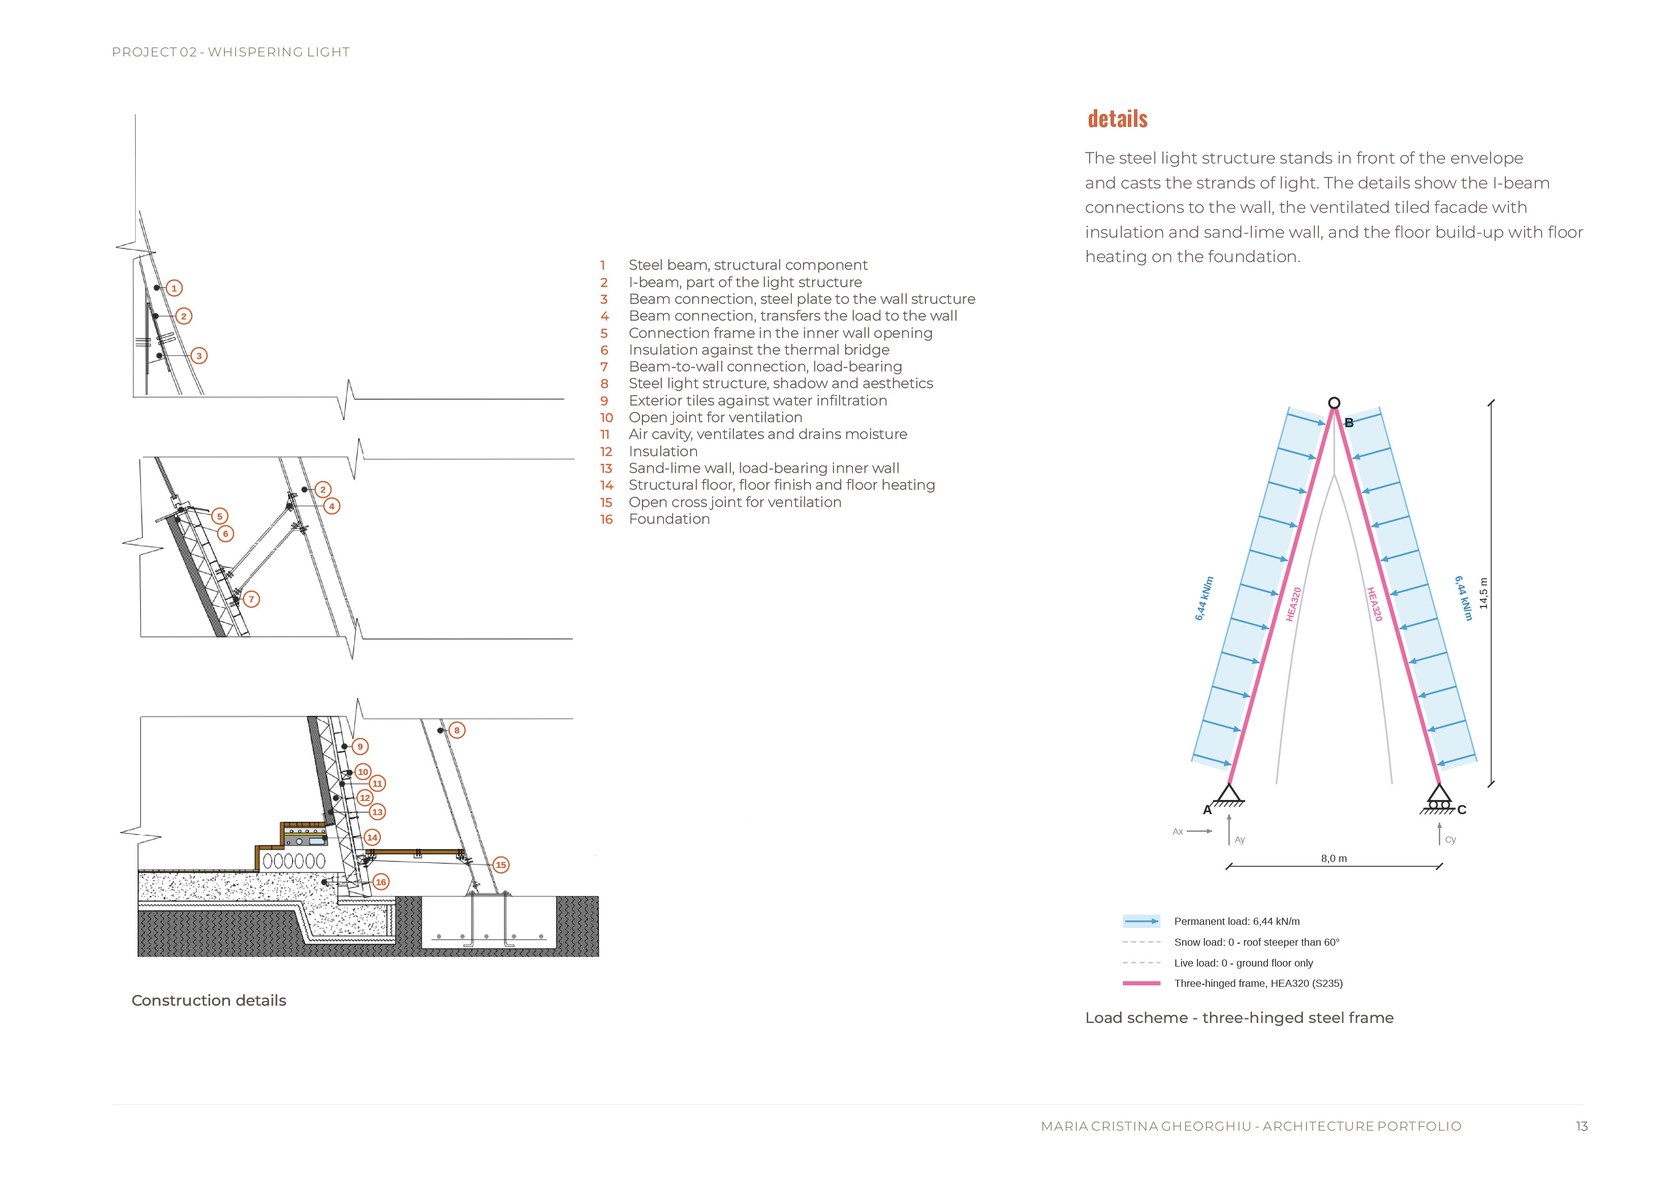 PROJECT 02 - WHISPERING LIGHT
details
The steel light structure stands in front of the envelope
and casts the strands of light. The details show the I-beam
connections to the wall, the ventilated tiled facade with
insulation and sand-lime wall, and the floor build-up with floor
heating on the foundation.
1
2
3
2
4
5
6
7
8
9
10
11
12
13
14
15
16
1 Steel beam, structural component
2 I-beam, part of the light structure
3 Beam connection, steel plate to the wall structure
4 Beam connection, transfers the load to the wall
5 Connection frame in the inner wall opening
6 Insulation against the thermal bridge
7 Beam-to-wall connection, load-bearing
8 Steel light structure, shadow and aesthetics
9 Exterior tiles against water infiltration
10 Open joint for ventilation
11 Air cavity, ventilates and drains moisture
12 Insulation
13 Sand-lime wall, load-bearing inner wall
14 Structural floor, floor finish and floor heating
15 Open cross joint for ventilation
16 Foundation
Construction details
B
6,44 kN/m
HEA320
HEA320
6,44 kN/m
14,5 m
A
C
Ax
Ay
Cy
8,0 m
Permanent load: 6,44 kN/m
Snow load: 0 - roof steeper than 60°
Live load: 0 - ground floor only
Three-hinged frame, HEA320 (S235)
Load scheme - three-hinged steel frame
MARIA CRISTINA GHEORGHIU - ARCHITECTURE PORTFOLIO
13